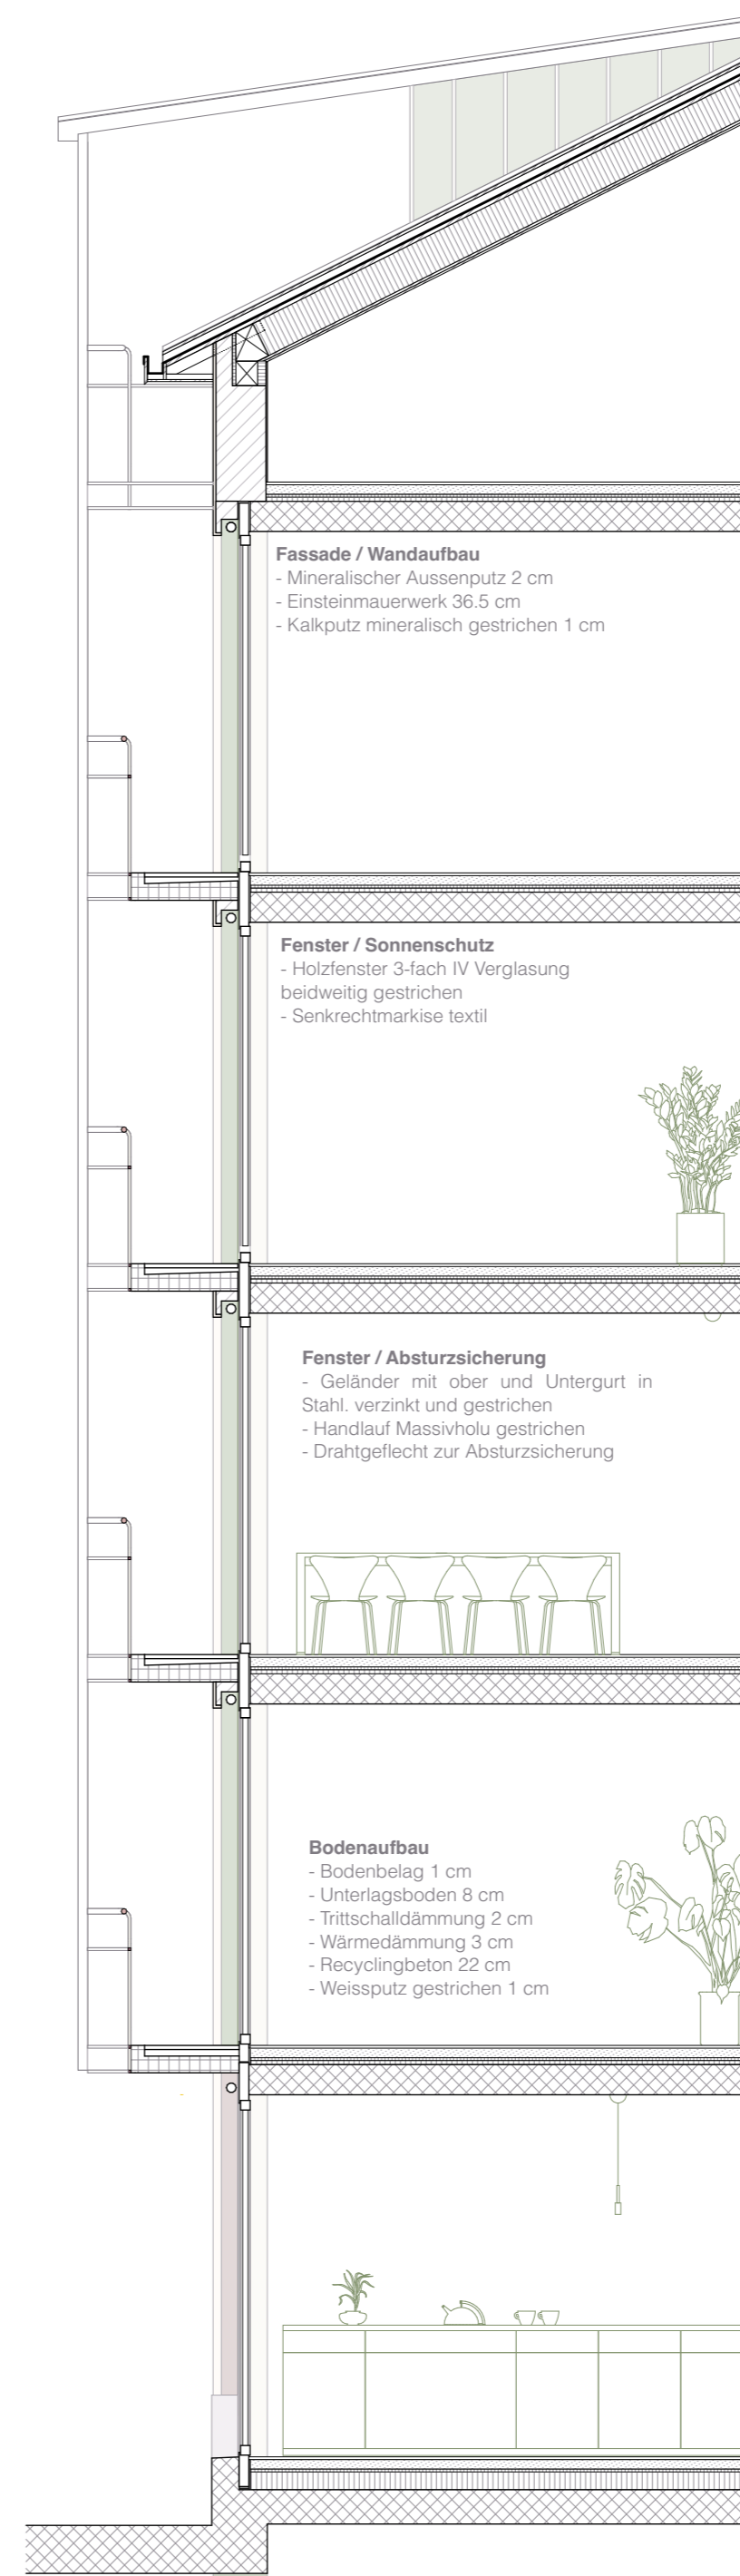 Fassade / Wandaufbau
- Mineralischer Aussenputz 2 cm
- Einsteinmauerwerk 36.5 cm
- Kalkputz mineralisch gestrichen 1 cm
Fenster / Sonnenschutz
- Holzfenster 3-fach IV Verglasung
beidweitig gestrichen
- Senkrechtmarkise textil
Fenster / Absturzsicherung
- Geländer mit ober und Untergurt in
Stahl. verzinkt und gestrichen
- Handlauf Massivholu gestrichen
- Drahtgeflecht zur Absturzsicherung
Bodenaufbau
- Bodenbelag 1 cm
- Unterlagsboden 8 cm
- Trittschalldämmung 2 cm
- Wärmedämmung 3 cm
- Recyclingbeton 22 cm
- Weissputz gestrichen 1 cm